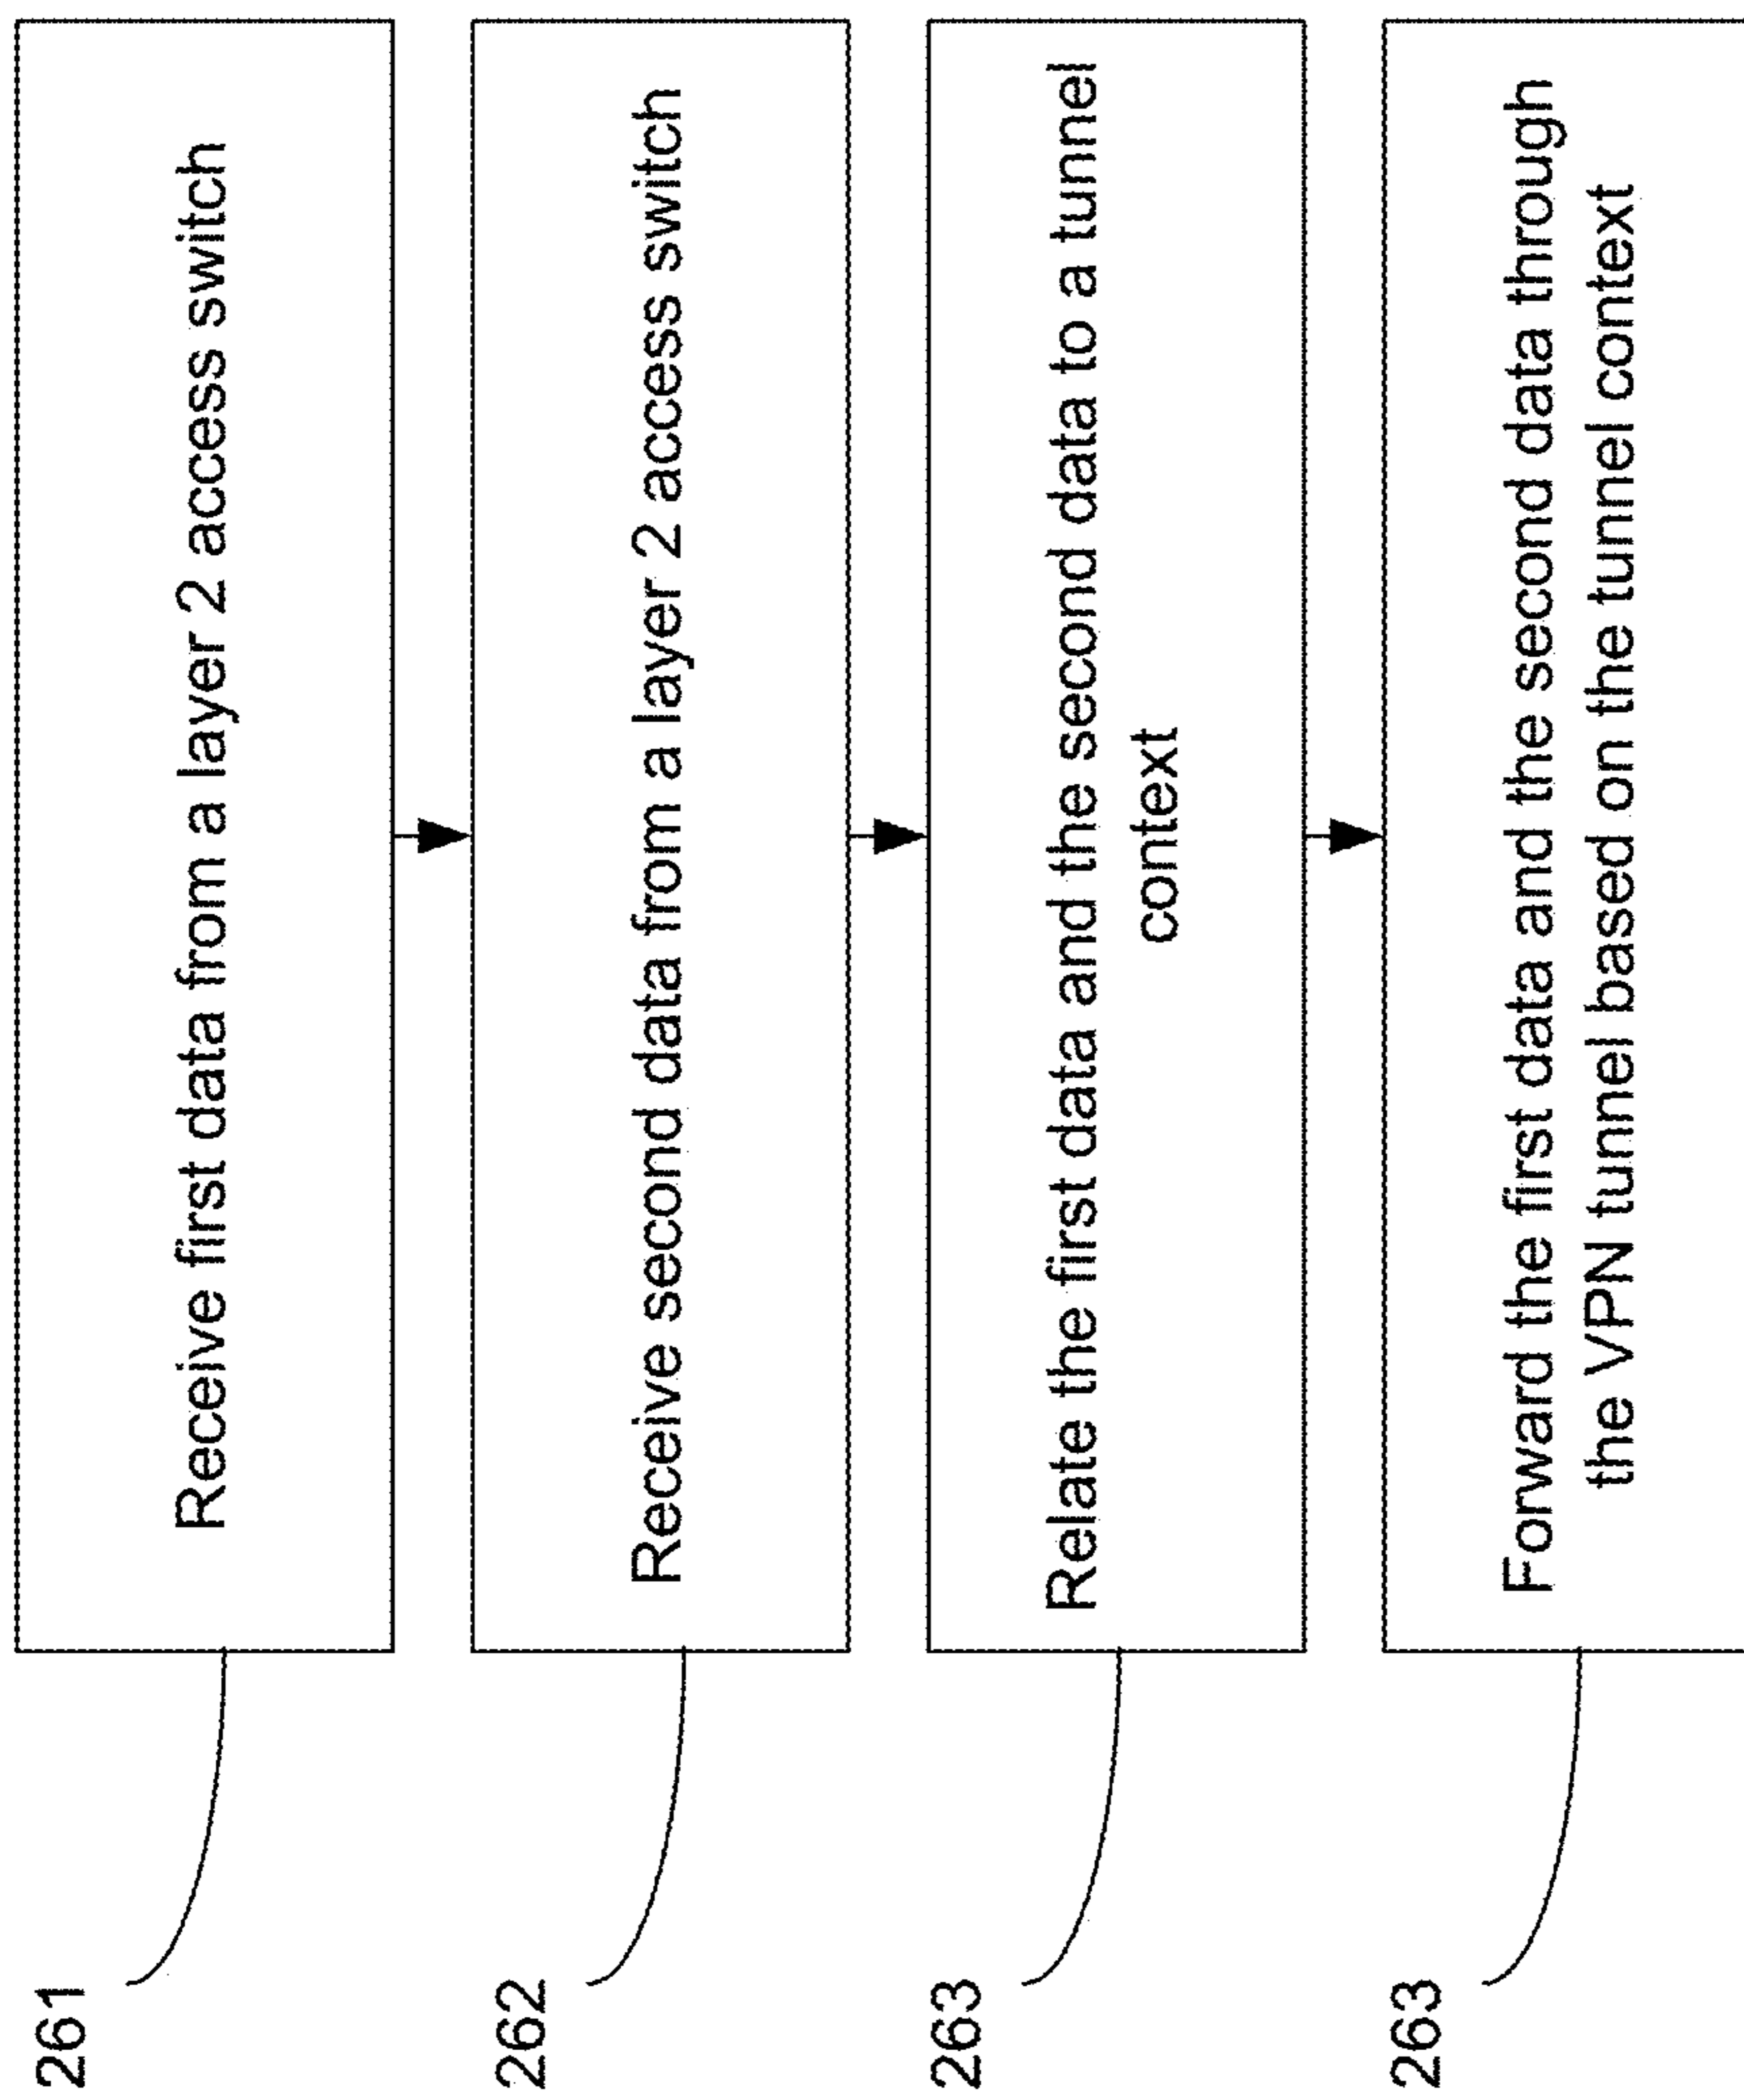 261
Receive first data from a layer 2 access switch
262
Receive second data from a layer 2 access switch
263
Relate the first data and the second data to a tunnel
context
263
Forward the first data and the second data through
the VPN tunnel based on the tunnel context